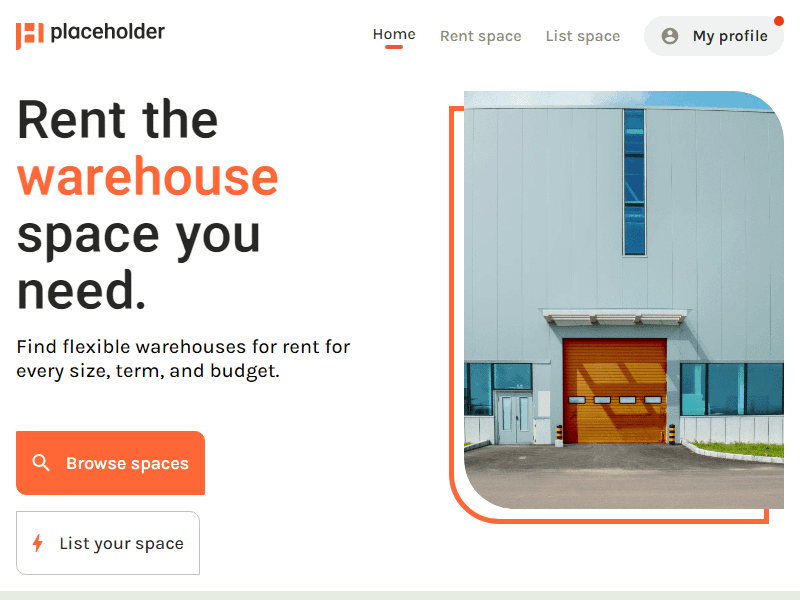 placeholder
Home
Rent space
List space
My profile
Rent the
warehouse
space you
need.
Find flexible warehouses for rent for
every size, term, and budget.
Browse spaces
List your space